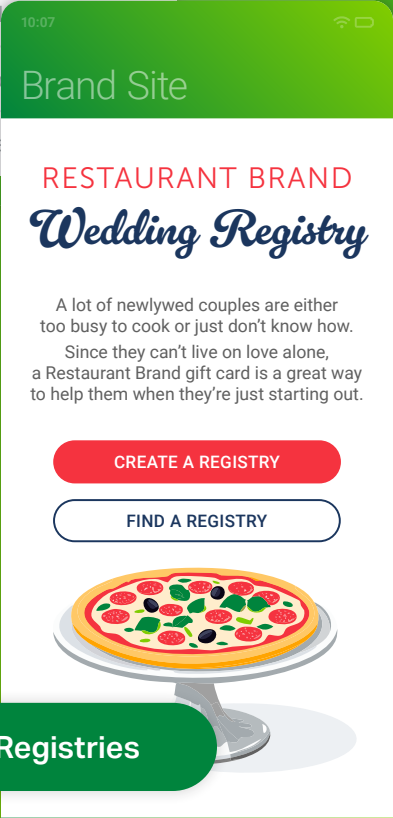 10:07
Brand Site
RESTAURANT BRAND
Wedding Registry
A lot of newlywed couples are either
too busy to cook or just don’t know how.
Since they can’t live on love alone,
a Restaurant Brand gift card is a great way
to help them when they’re just starting out.
CREATE A REGISTRY
FIND A REGISTRY
Registries